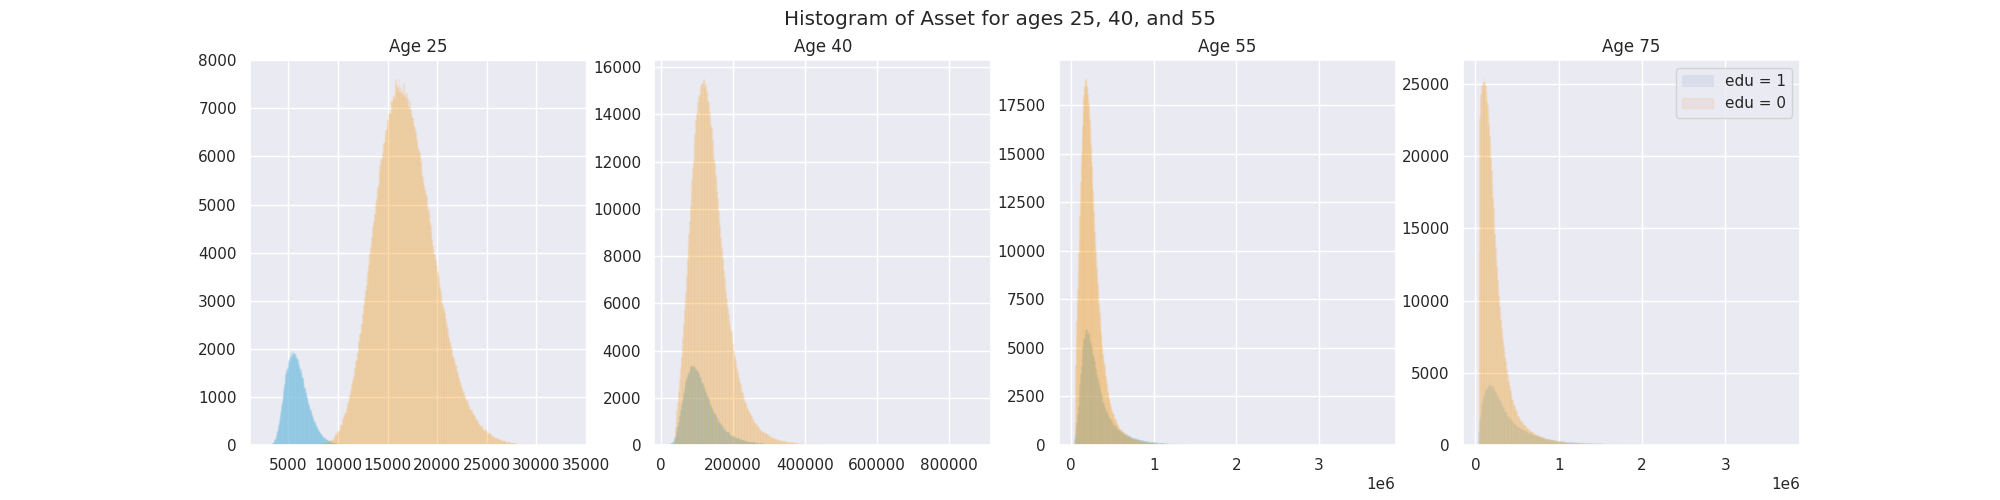 Histogram of Asset for ages 25, 40, and 55
Age 25
8000
7000
6000
5000
4000
3000
2000
1000
0
5000 10000 15000 20000 25000 30000 35000
Age 40
16000
14000
12000
10000
8000
6000
4000
2000
0
0 200000 400000 600000 800000
Age 55
17500
15000
12500
10000
7500
5000
2500
0
0 1 2 3
1e6
Age 75
25000
20000
15000
10000
5000
0
0 1 2 3
1e6
edu = 1
edu = 0